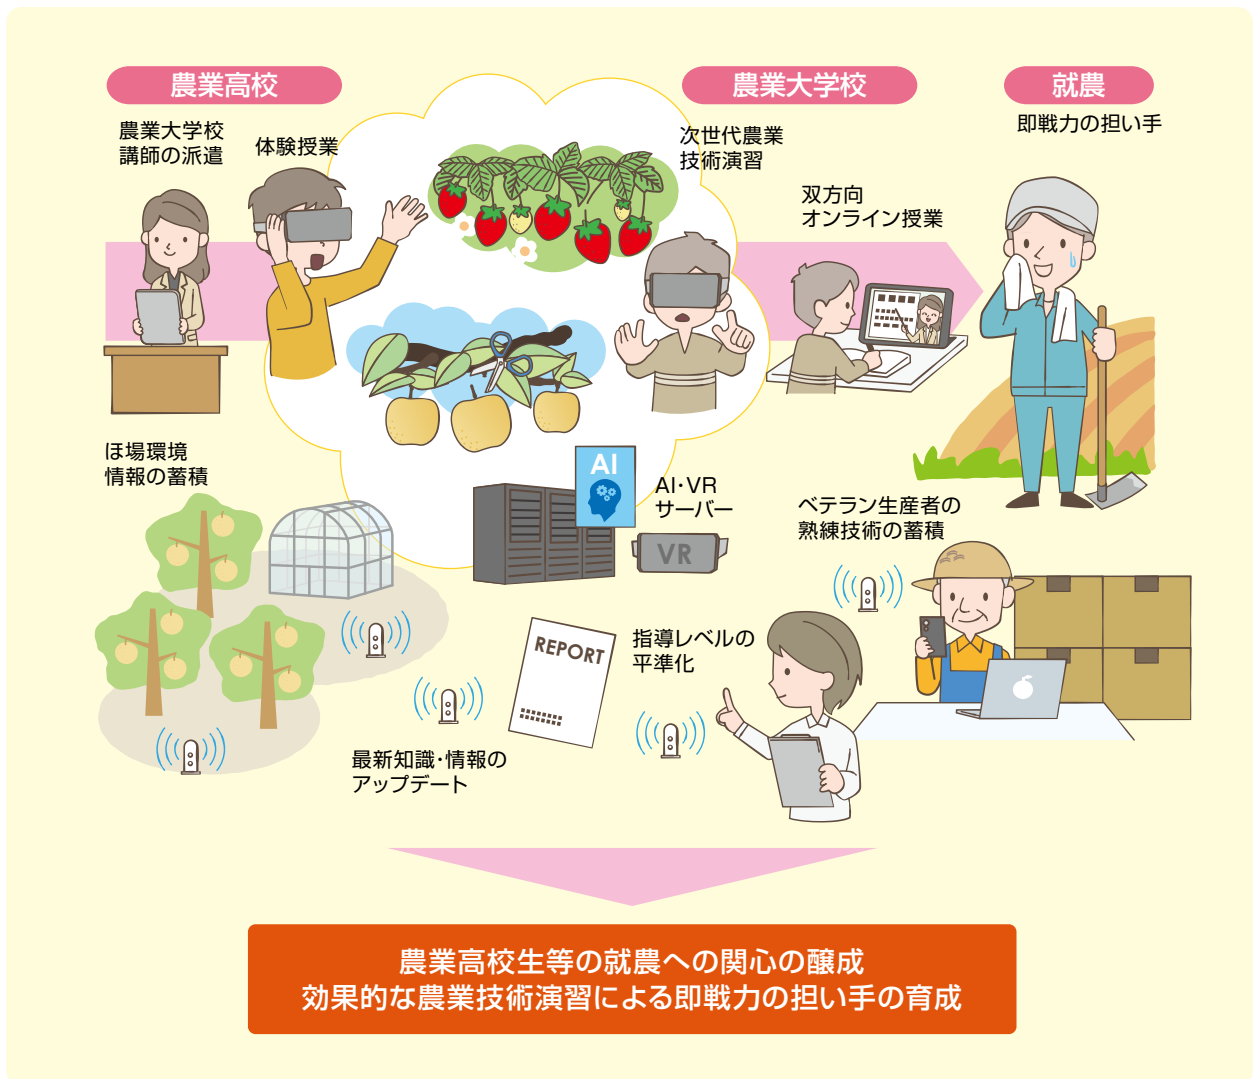 農業高校
農業大学校
講師の派遣
体験授業
農業大学校
次世代農業
技術演習
双方向
オンライン授業
就農
即戦力の担い手
ほ場環境
情報の蓄積
AI
AI・VR
サーバー
VR
ベテラン生産者の
熟練技術の蓄積
REPORT
指導レベルの
平準化
最新知識・情報の
アップデート
農業高校生等の就農への関心の醸成
効果的な農業技術演習による即戦力の担い手の育成